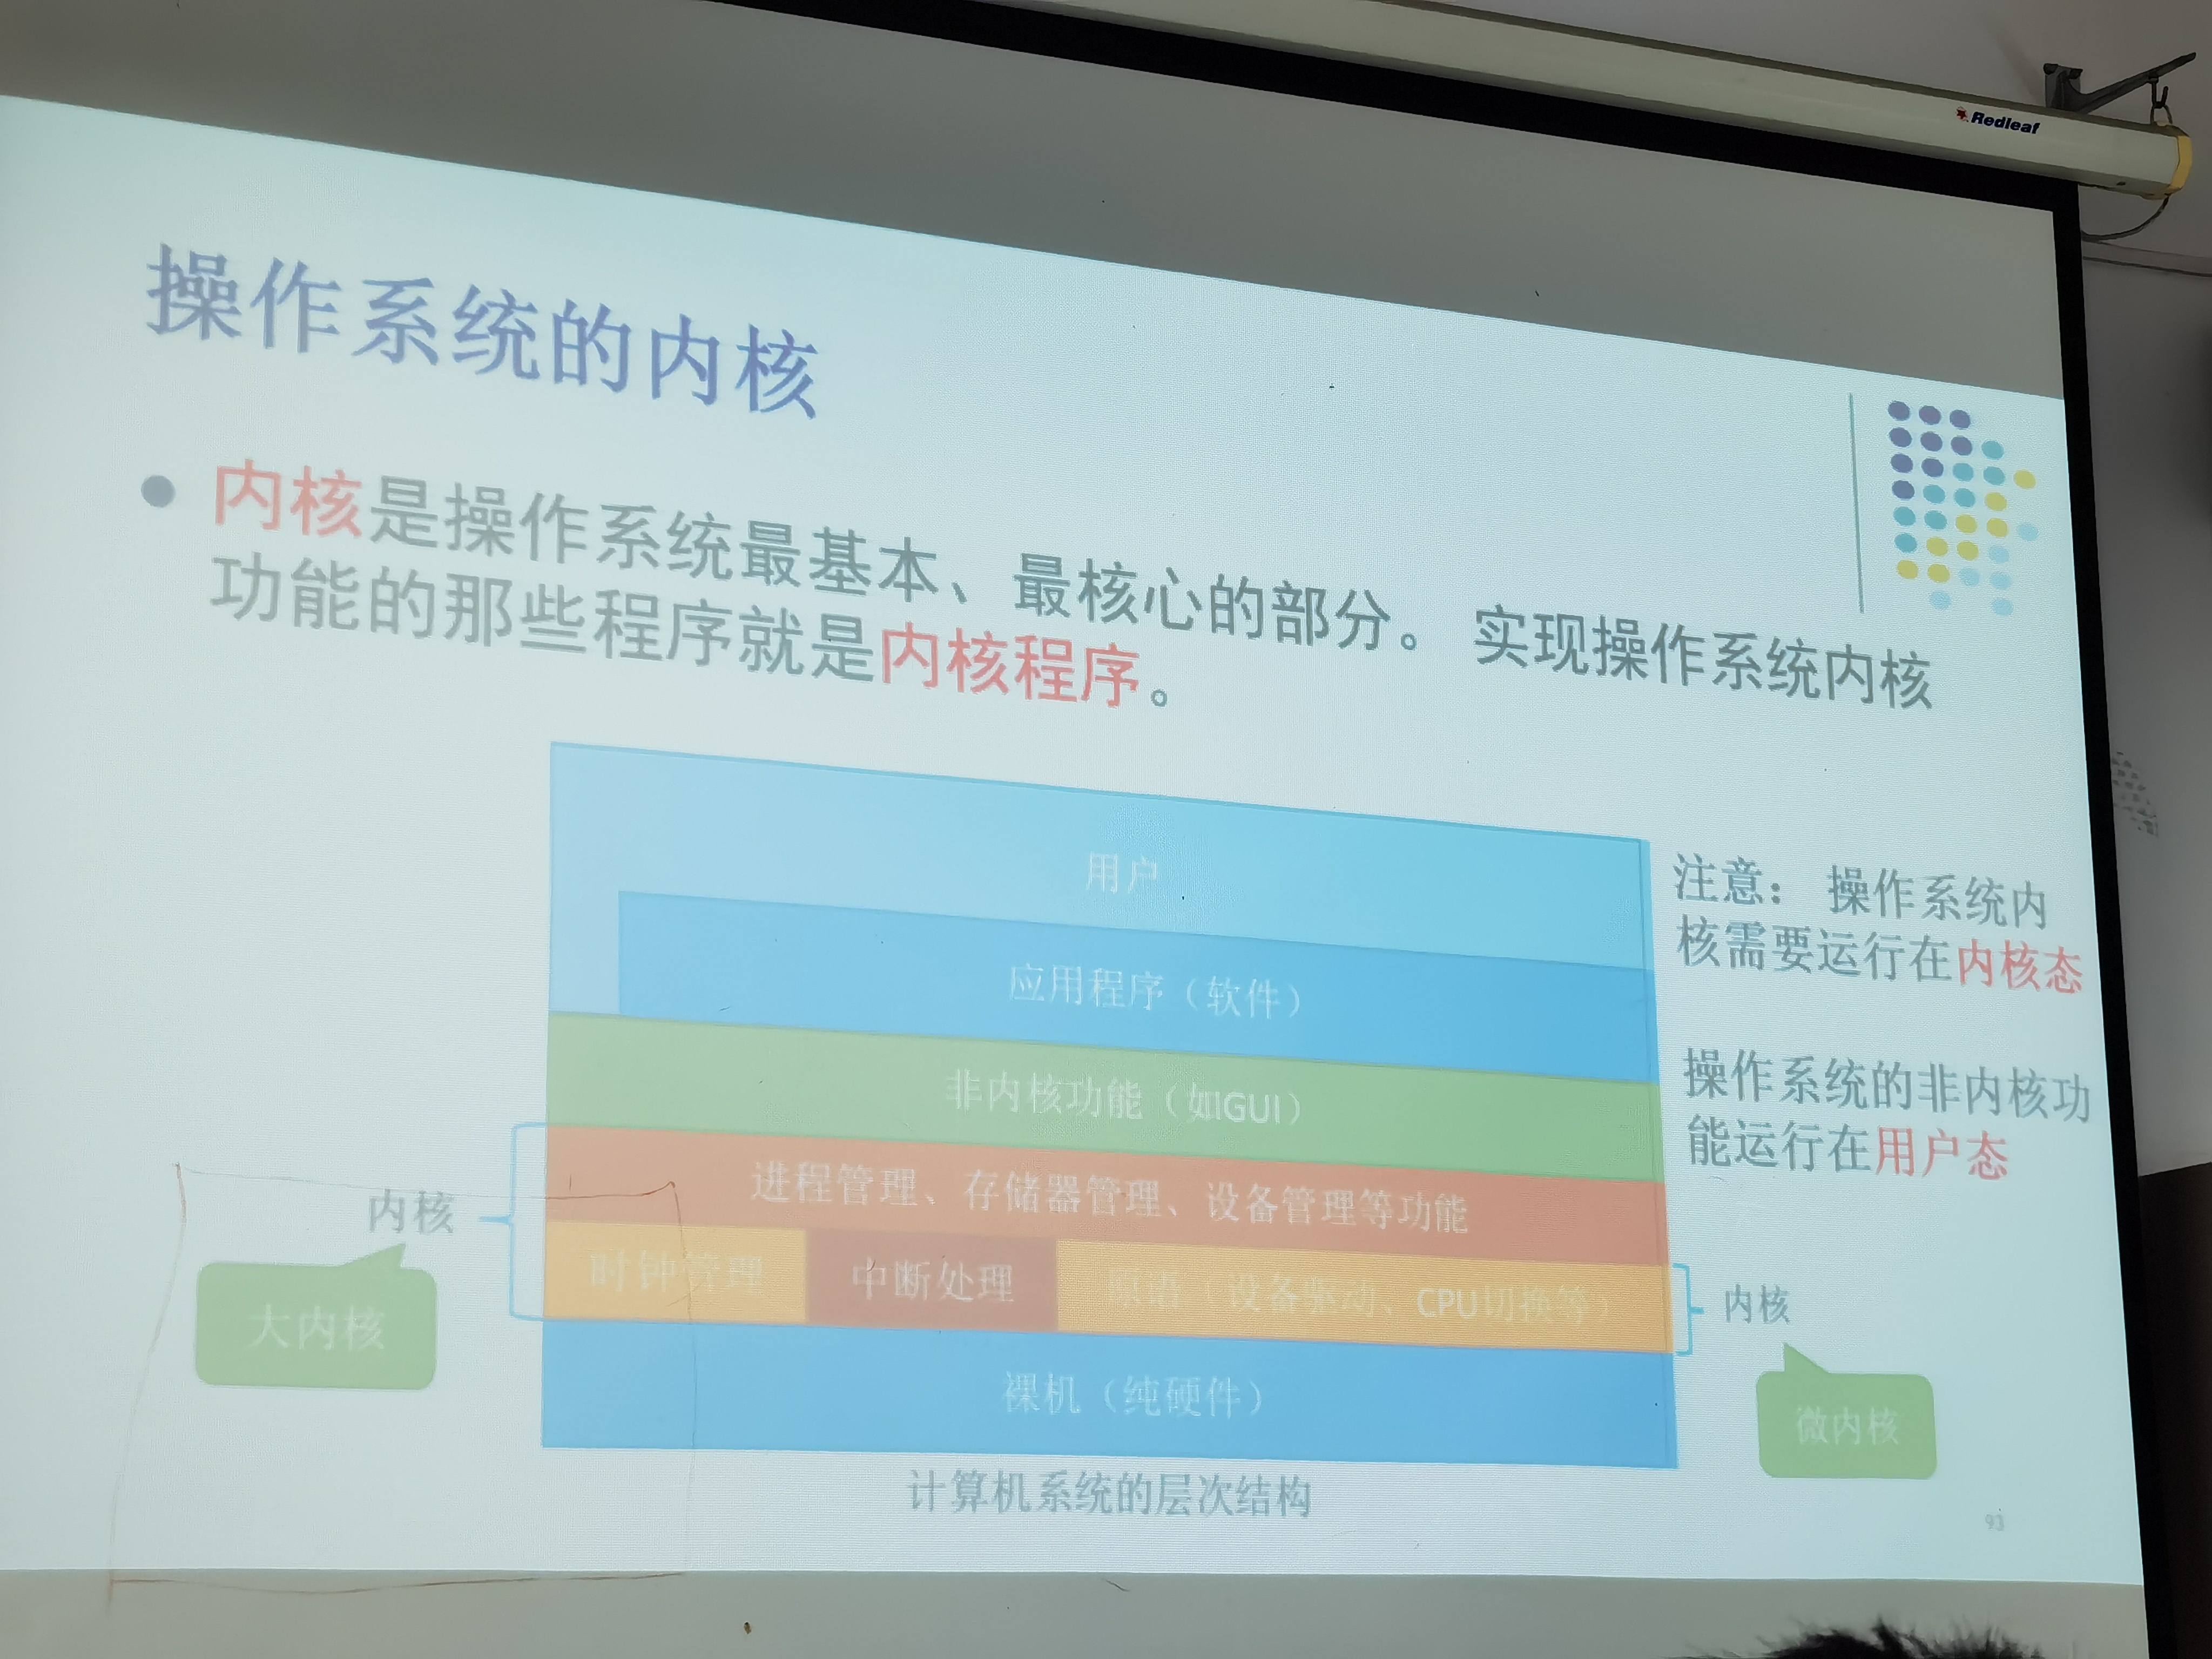 Redleaf
操作系统的内核
● 内核是操作系统最基本、最核心的部分。 实现操作系统内核
功能的那些程序就是内核程序。
用户
应用程序（软件）
非内核功能（如GUI）
进程管理、存储器管理、设备管理等功能
时钟管理
中断处理
原语（设备驱动、CPU切换等）
裸机（纯硬件）
内核
大内核
注意： 操作系统内
核需要运行在内核态
操作系统的非内核功
能运行在用户态
内核
微内核
计算机系统的层次结构
93